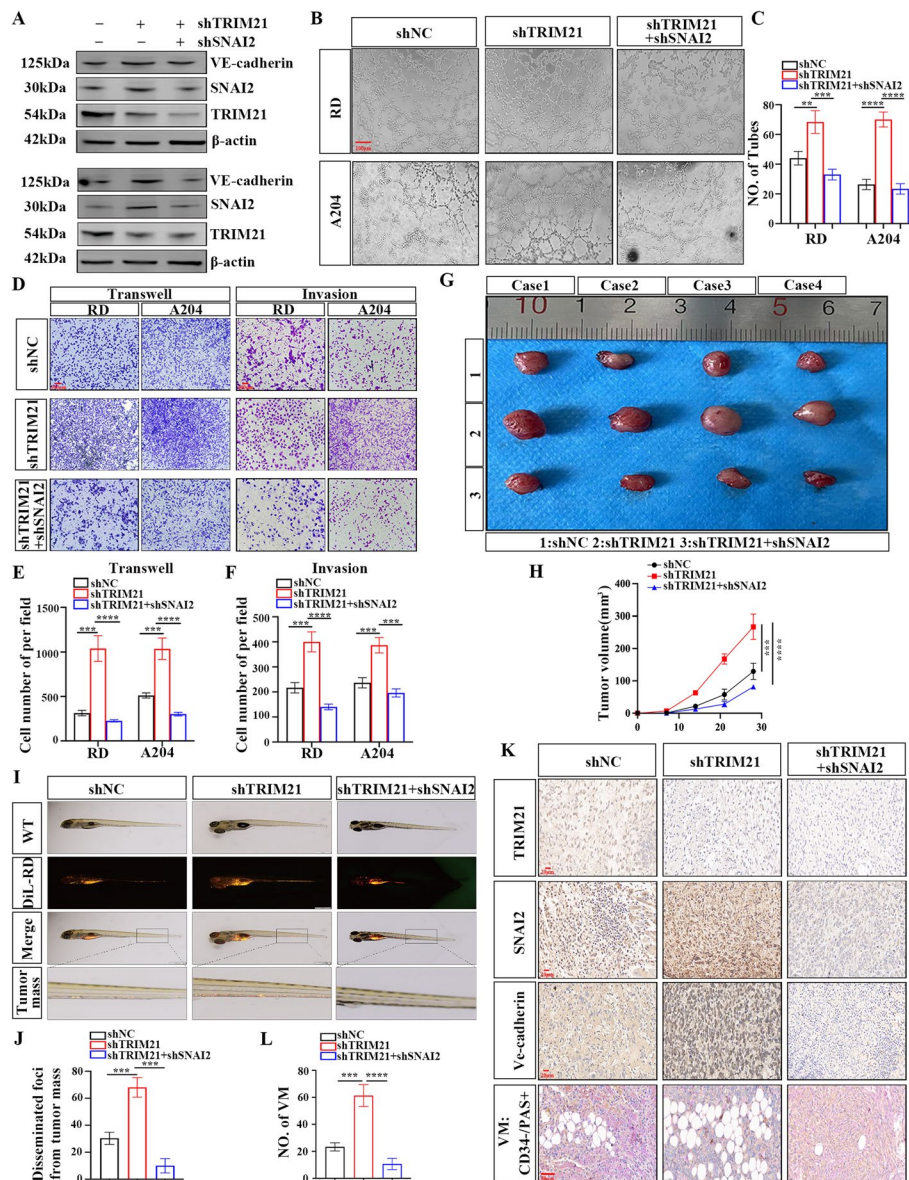 A
− + + shTRIM21
− − + shSNAI2
125kDa VE-cadherin
30kDa SNAI2
54kDa TRIM21
42kDa β-actin
125kDa VE-cadherin
30kDa SNAI2
54kDa TRIM21
42kDa β-actin
B
shNC shTRIM21 shTRIM21
+shSNAI2
RD
100μm
A204
C
shNC
shTRIM21
shTRIM21+shSNAI2
** *** **** ****
NO. of Tubes
80
60
40
20
0
RD A204
D
Transwell Invasion
RD A204 RD A204
shNC
shTRIM21
shTRIM21
+shSNAI2
E
Transwell
shNC
shTRIM21
shTRIM21+shSNAI2
*** **** *** ****
Cell number of per field
1500
1000
500
0
RD A204
F
Invasion
shNC
shTRIM21
shTRIM21+shSNAI2
*** **** *** ***
Cell number of per field
500
400
300
200
100
0
RD A204
G
Case1 Case2 Case3 Case4
10 1 2 3 4 5 6 7
1
2
3
1:shNC 2:shTRIM21 3:shTRIM21+shSNAI2
H
shNC
shTRIM21
shTRIM21+shSNAI2
Tumor volume(mm³)
400
300
200
100
0
0 10 20 30
***
****
I
shNC shTRIM21 shTRIM21+shSNAI2
WT
DiL-RD
Merge
Tumor
mass
J
shNC
shTRIM21
shTRIM21+shSNAI2
*** ***
Disseminated foci
from tumor mass
80
60
40
20
0
L
shNC
shTRIM21
shTRIM21+shSNAI2
*** ****
NO. of VM
80
60
40
20
0
K
shNC shTRIM21 shTRIM21
+shSNAI2
TRIM21
20μm
SNAI2
Ve-cadherin
VM:
CD34-/PAS+